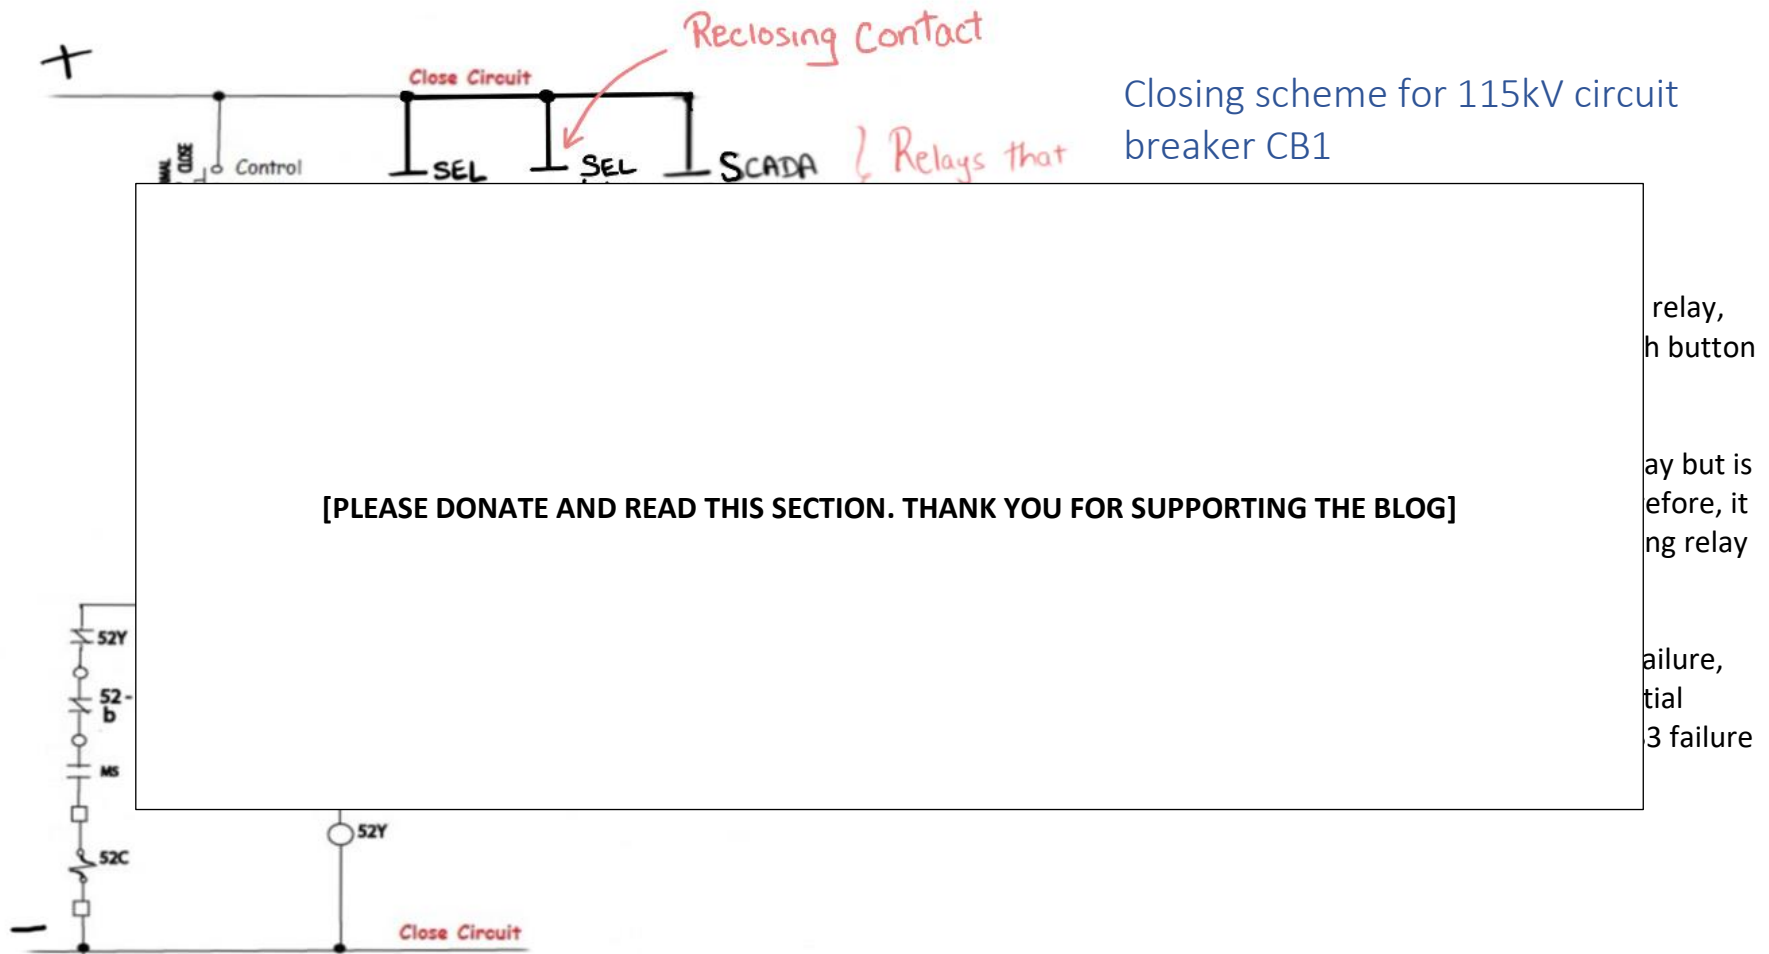 +
Reclosing Contact
Close Circuit
Closing scheme for 115kV circuit
breaker CB1
CLOSE
Control
SEL
SEL
SCADA
} Relays that
relay,
h button
[PLEASE DONATE AND READ THIS SECTION. THANK YOU FOR SUPPORTING THE BLOG]
ay but is
efore, it
ng relay
52Y
52 -
b
MS
ailure,
tial
3 failure
52Y
52C
Close Circuit
-